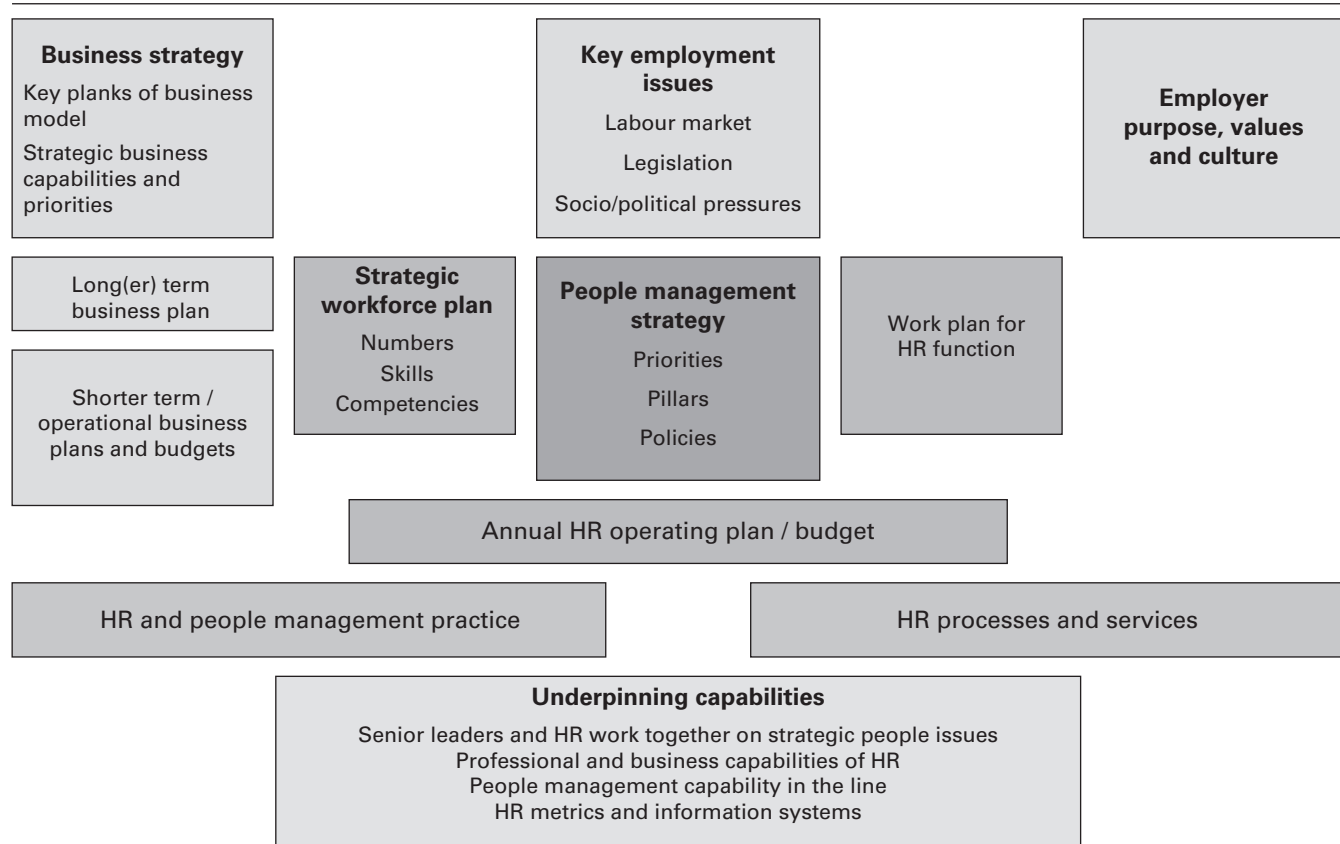 Business strategy
Key planks of business
model
Strategic business
capabilities and
priorities
Key employment
issues
Labour market
Legislation
Socio/political pressures
Employer
purpose, values
and culture
Long(er) term
business plan
Shorter term /
operational business
plans and budgets
Strategic
workforce plan
Numbers
Skills
Competencies
People management
strategy
Priorities
Pillars
Policies
Work plan for
HR function
Annual HR operating plan / budget
HR and people management practice
HR processes and services
Underpinning capabilities
Senior leaders and HR work together on strategic people issues
Professional and business capabilities of HR
People management capability in the line
HR metrics and information systems